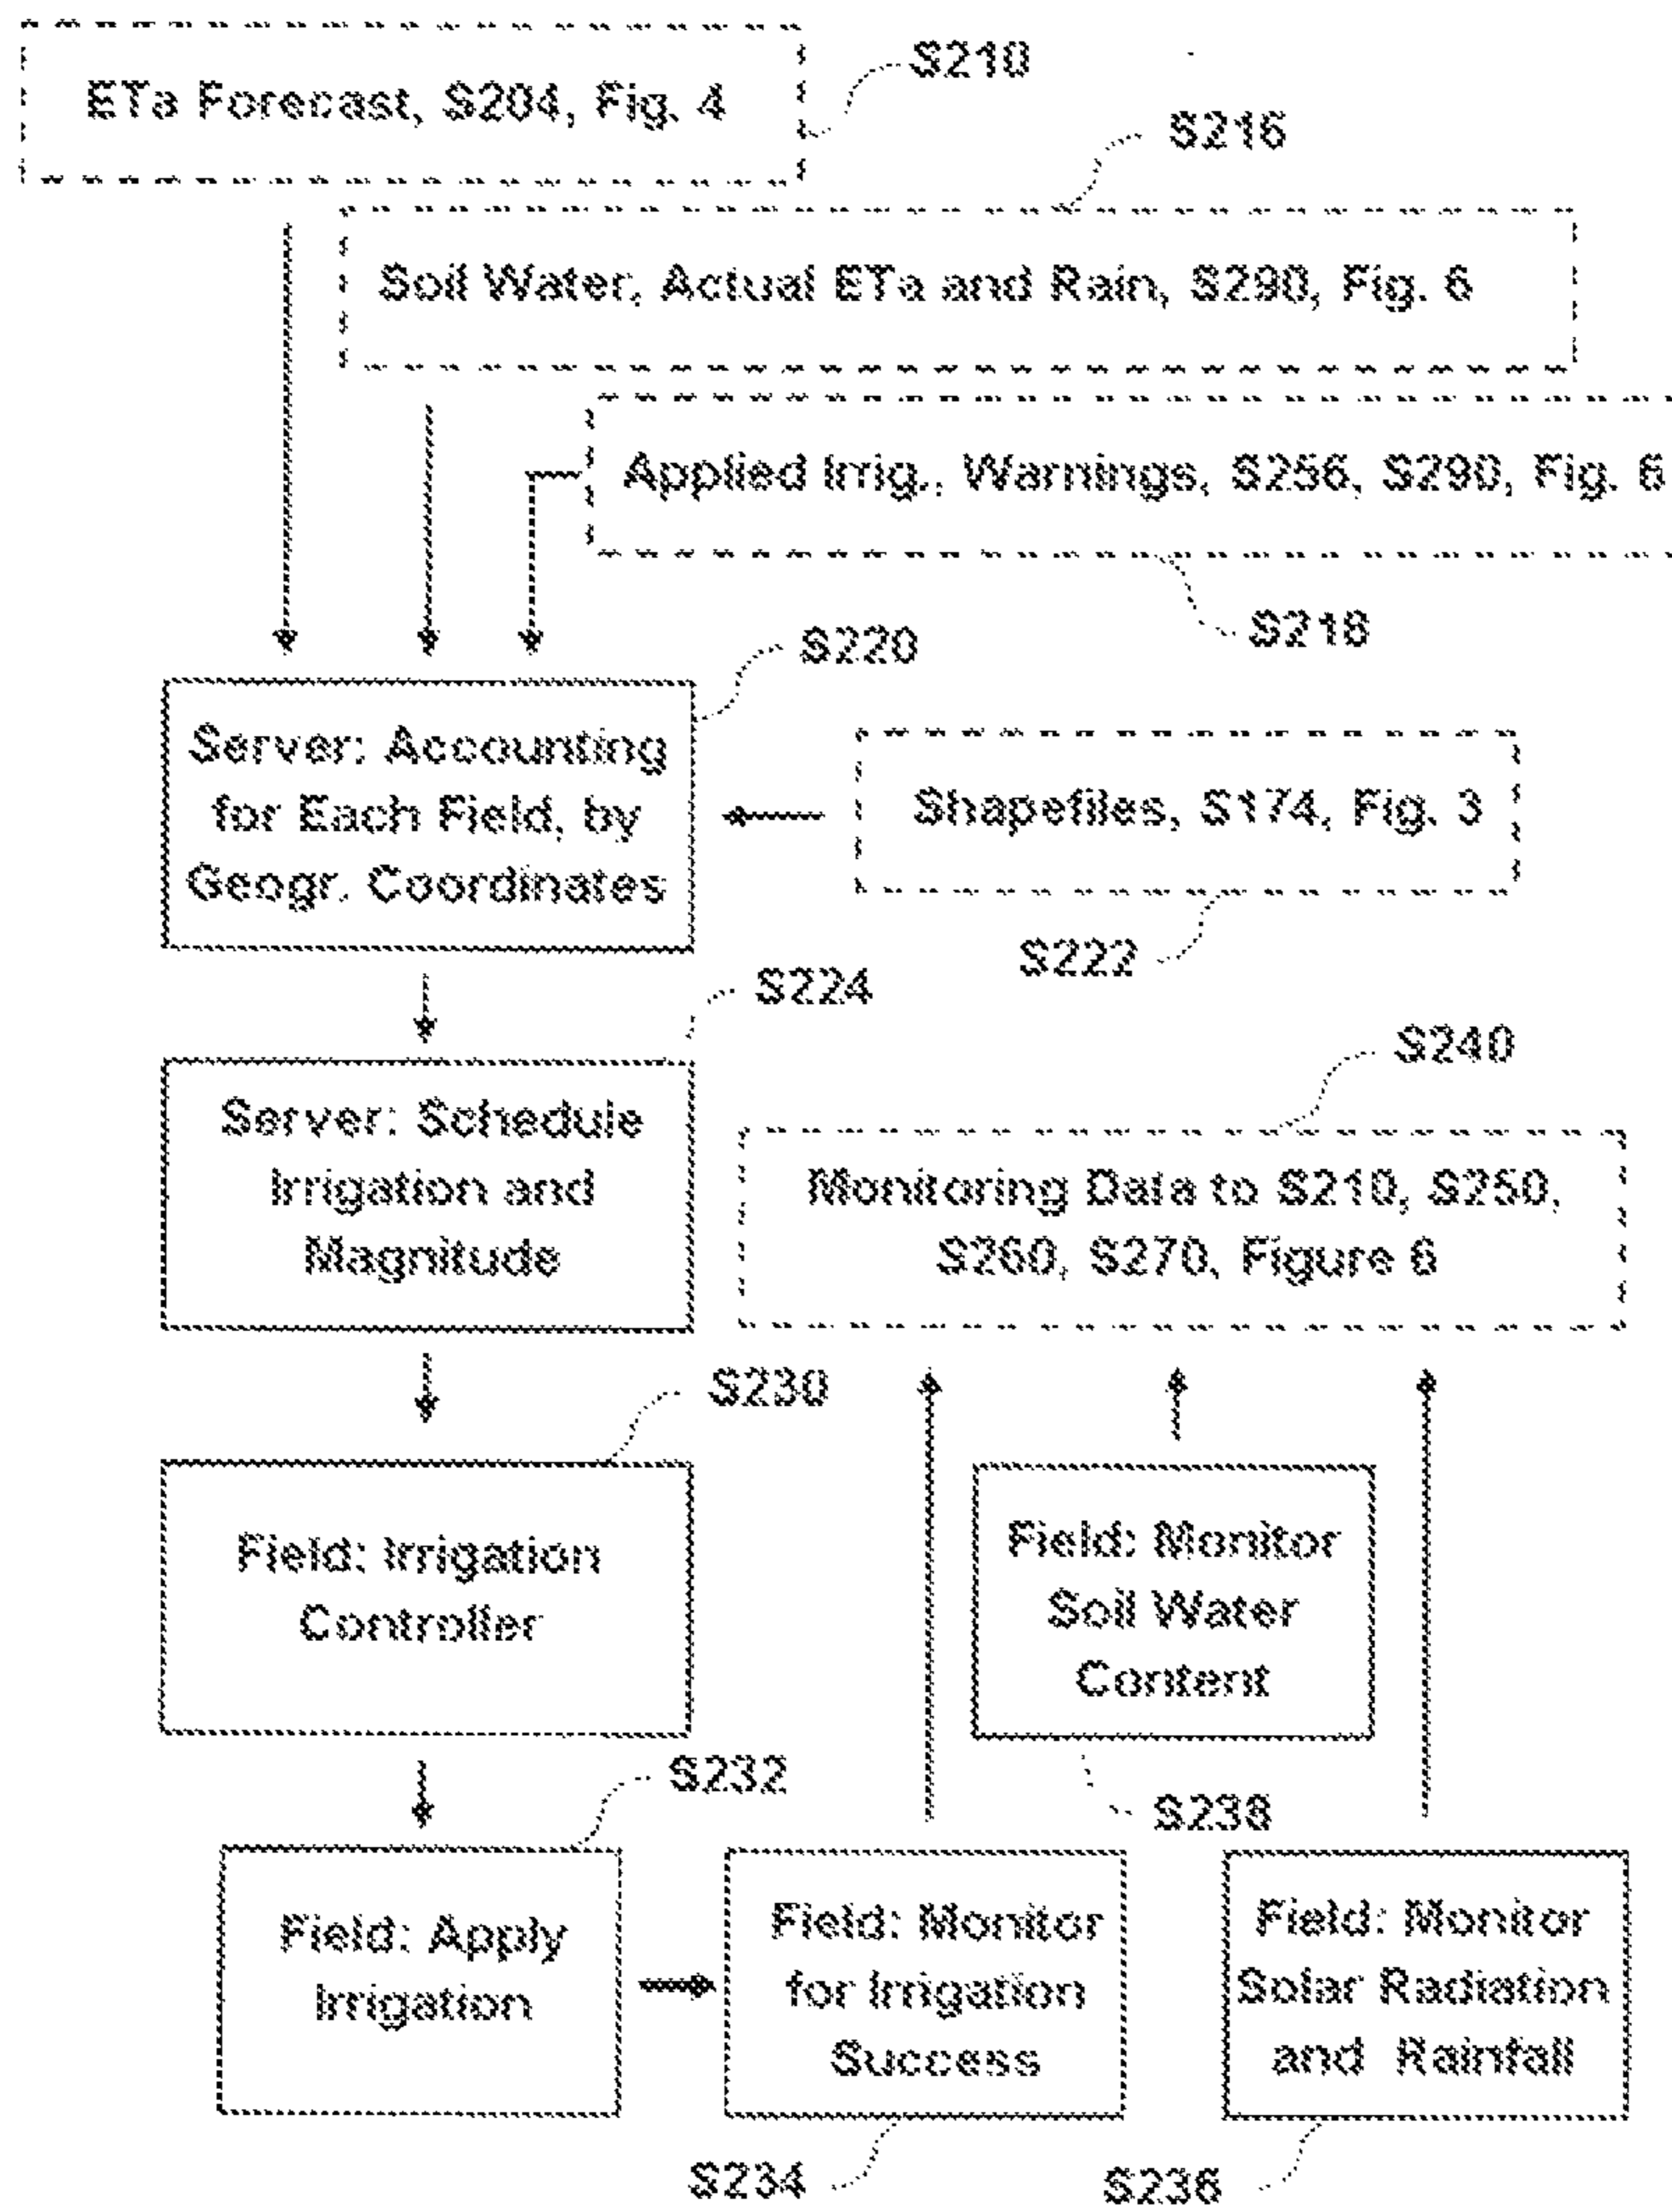 ETa Forecast, S204, Fig. 4
S210
S216
Soil Water, Actual ETa and Rain, S290, Fig. 6
Applied Irrig., Warnings, S256, S290, Fig. 6
S218
S220
Server: Accounting
for Each Field, by
Geogr. Coordinates
Shapefiles, S174, Fig. 3
S222
S224
Server: Schedule
Irrigation and
Magnitude
S240
Monitoring Data to S210, S250,
S260, S270, Figure 6
S230
Field: Irrigation
Controller
Field: Monitor
Soil Water
Content
S238
S232
Field: Apply
Irrigation
Field: Monitor
for Irrigation
Success
S234
Field: Monitor
Solar Radiation
and Rainfall
S236